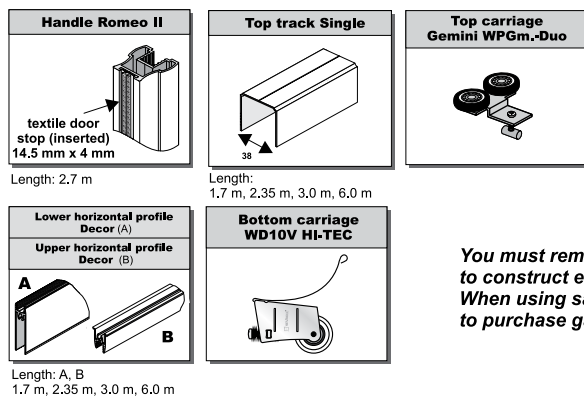 Handle Romeo II
textile door
stop (inserted)
14.5 mm x 4 mm
Length: 2.7 m
Top track Single
38
Length:
1.7 m, 2.35 m, 3.0 m, 6.0 m
Top carriage
Gemini WPGm.-Duo
Lower horizontal profile
Decor (A)
Upper horizontal profile
Decor (B)
A
B
Length: A, B
1.7 m, 2.35 m, 3.0 m, 6.0 m
Bottom carriage
WD10V HI-TEC
You must rem
to construct e
When using sa
to purchase g